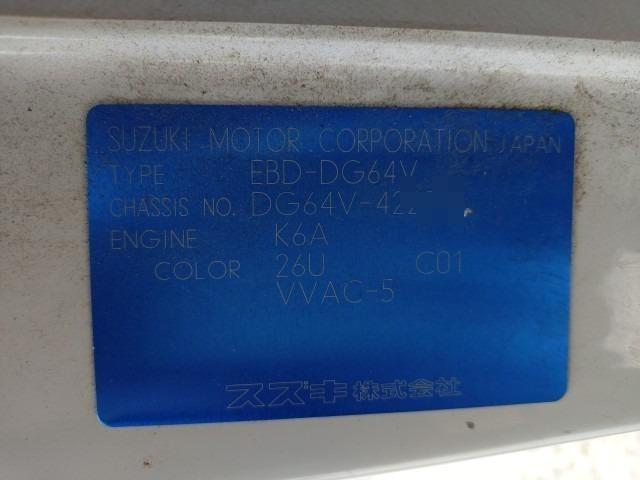 SUZUKI MOTOR CORPORATION JAPAN
TYPE EBD-DG64V
CHASSIS NO. DG64V-422
ENGINE K6A
COLOR 26U C01
VVAC-5
スズキ株式会社